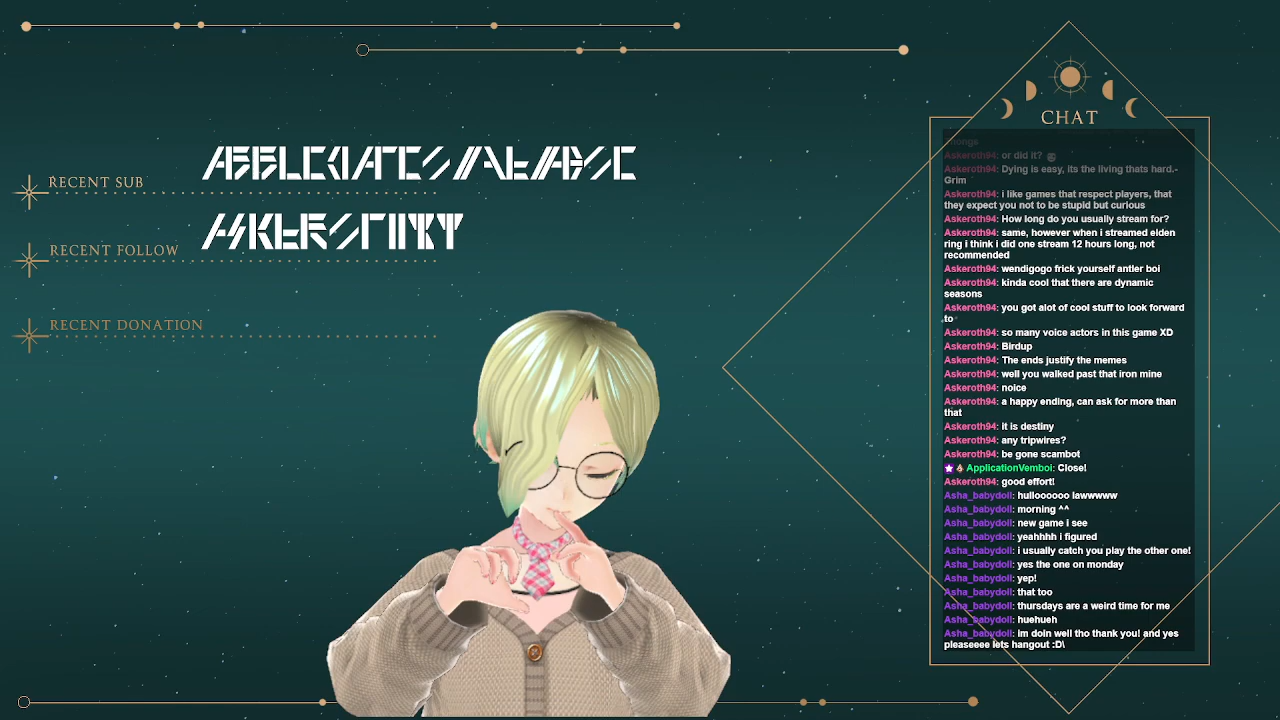 CHAT
RECENT SUB
RECENT FOLLOW
RECENT DONATION
Askeroth94: or did it?
Askeroth94: Dying is easy, its the living thats hard.-
Grim
Askeroth94: i like games that respect players, that
they expect you not to be stupid but curious
Askeroth94: How long do you usually stream for?
Askeroth94: same, however when i streamed elden
ring i think i did one stream 12 hours long, not
recommended
Askeroth94: wendigogo frick yourself antler boi
Askeroth94: kinda cool that there are dynamic
seasons
Askeroth94: you got alot of cool stuff to look forward
to
Askeroth94: so many voice actors in this game XD
Askeroth94: Birdup
Askeroth94: The ends justify the memes
Askeroth94: well you walked past that iron mine
Askeroth94: noice
Askeroth94: a happy ending, can ask for more than
that
Askeroth94: it is destiny
Askeroth94: any tripwires?
Askeroth94: be gone scambot
ApplicationVemboi: Close!
Askeroth94: good effort!
Asha_babydoll: hulloooooo lawwwww
Asha_babydoll: morning ^^
Asha_babydoll: new game i see
Asha_babydoll: yeahhhh i figured
Asha_babydoll: i usually catch you play the other one!
Asha_babydoll: yes the one on monday
Asha_babydoll: yep!
Asha_babydoll: that too
Asha_babydoll: thursdays are a weird time for me
Asha_babydoll: huehueh
Asha_babydoll: im doin well tho thank you! and yes
pleaseeee lets hangout :D\